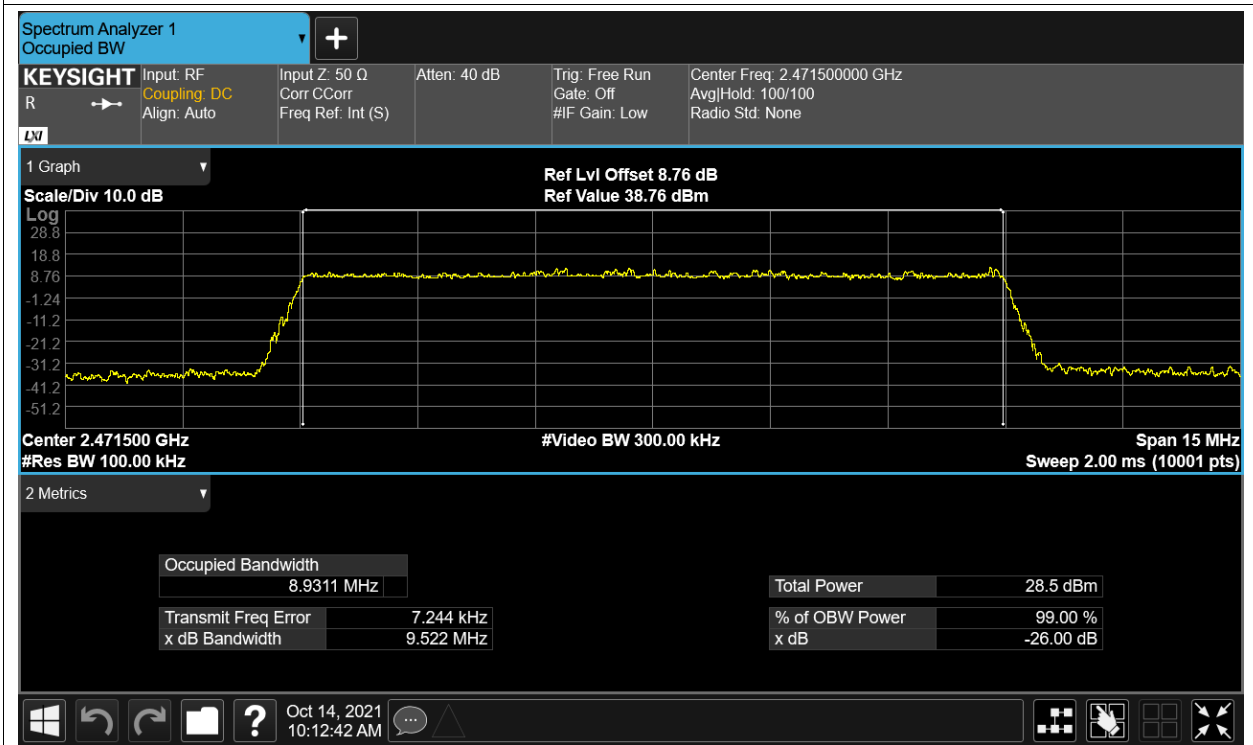 Spectrum Analyzer 1
Occupied BW
KEYSIGHT Input: RF Input Z: 50 Ω Atten: 40 dB Trig: Free Run Center Freq: 2.471500000 GHz
R Coupling: DC Corr CCorr Gate: Off Avg|Hold: 100/100
Align: Auto Freq Ref: Int (S) #IF Gain: Low Radio Std: None
LXI
1 Graph
Ref Lvl Offset 8.76 dB
Scale/Div 10.0 dB Ref Value 38.76 dBm
Log
28.8
18.8
8.76
-1.24
-11.2
-21.2
-31.2
-41.2
-51.2
Center 2.471500 GHz #Video BW 300.00 kHz Span 15 MHz
#Res BW 100.00 kHz Sweep 2.00 ms (10001 pts)
2 Metrics
Occupied Bandwidth
8.9311 MHz Total Power 28.5 dBm
Transmit Freq Error 7.244 kHz % of OBW Power 99.00 %
x dB Bandwidth 9.522 MHz x dB -26.00 dB
? Oct 14, 2021
10:12:42 AM